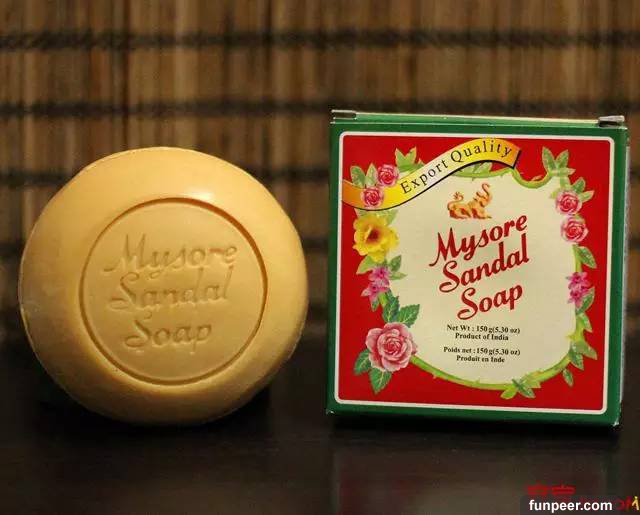 Mysore
Sandal
Soap
Export Quality
Mysore
Sandal
Soap
Net Wt : 150 g (5.30 oz)
Product of India
Poids net : 150 g (5.30 oz)
Produit en Inde
funpeer.com